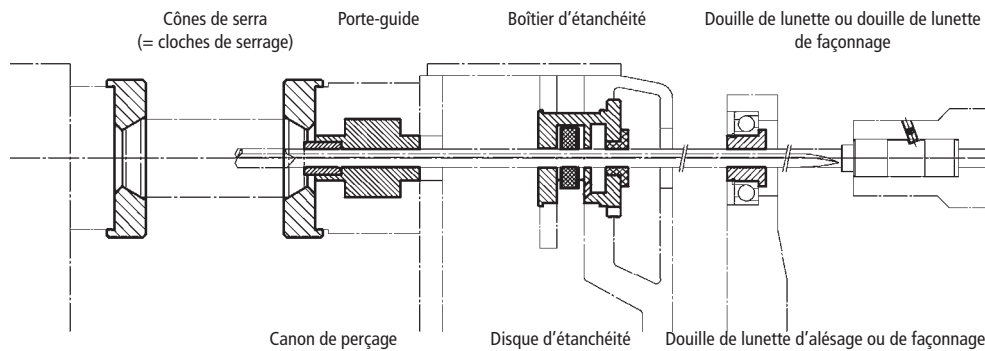 Cônes de serra
(= cloches de serrage)
Porte-guide
Boîtier d'étanchéité
Douille de lunette ou douille de lunette
de façonnage
Canon de perçage
Disque d'étanchéité
Douille de lunette d'alésage ou de façonnage